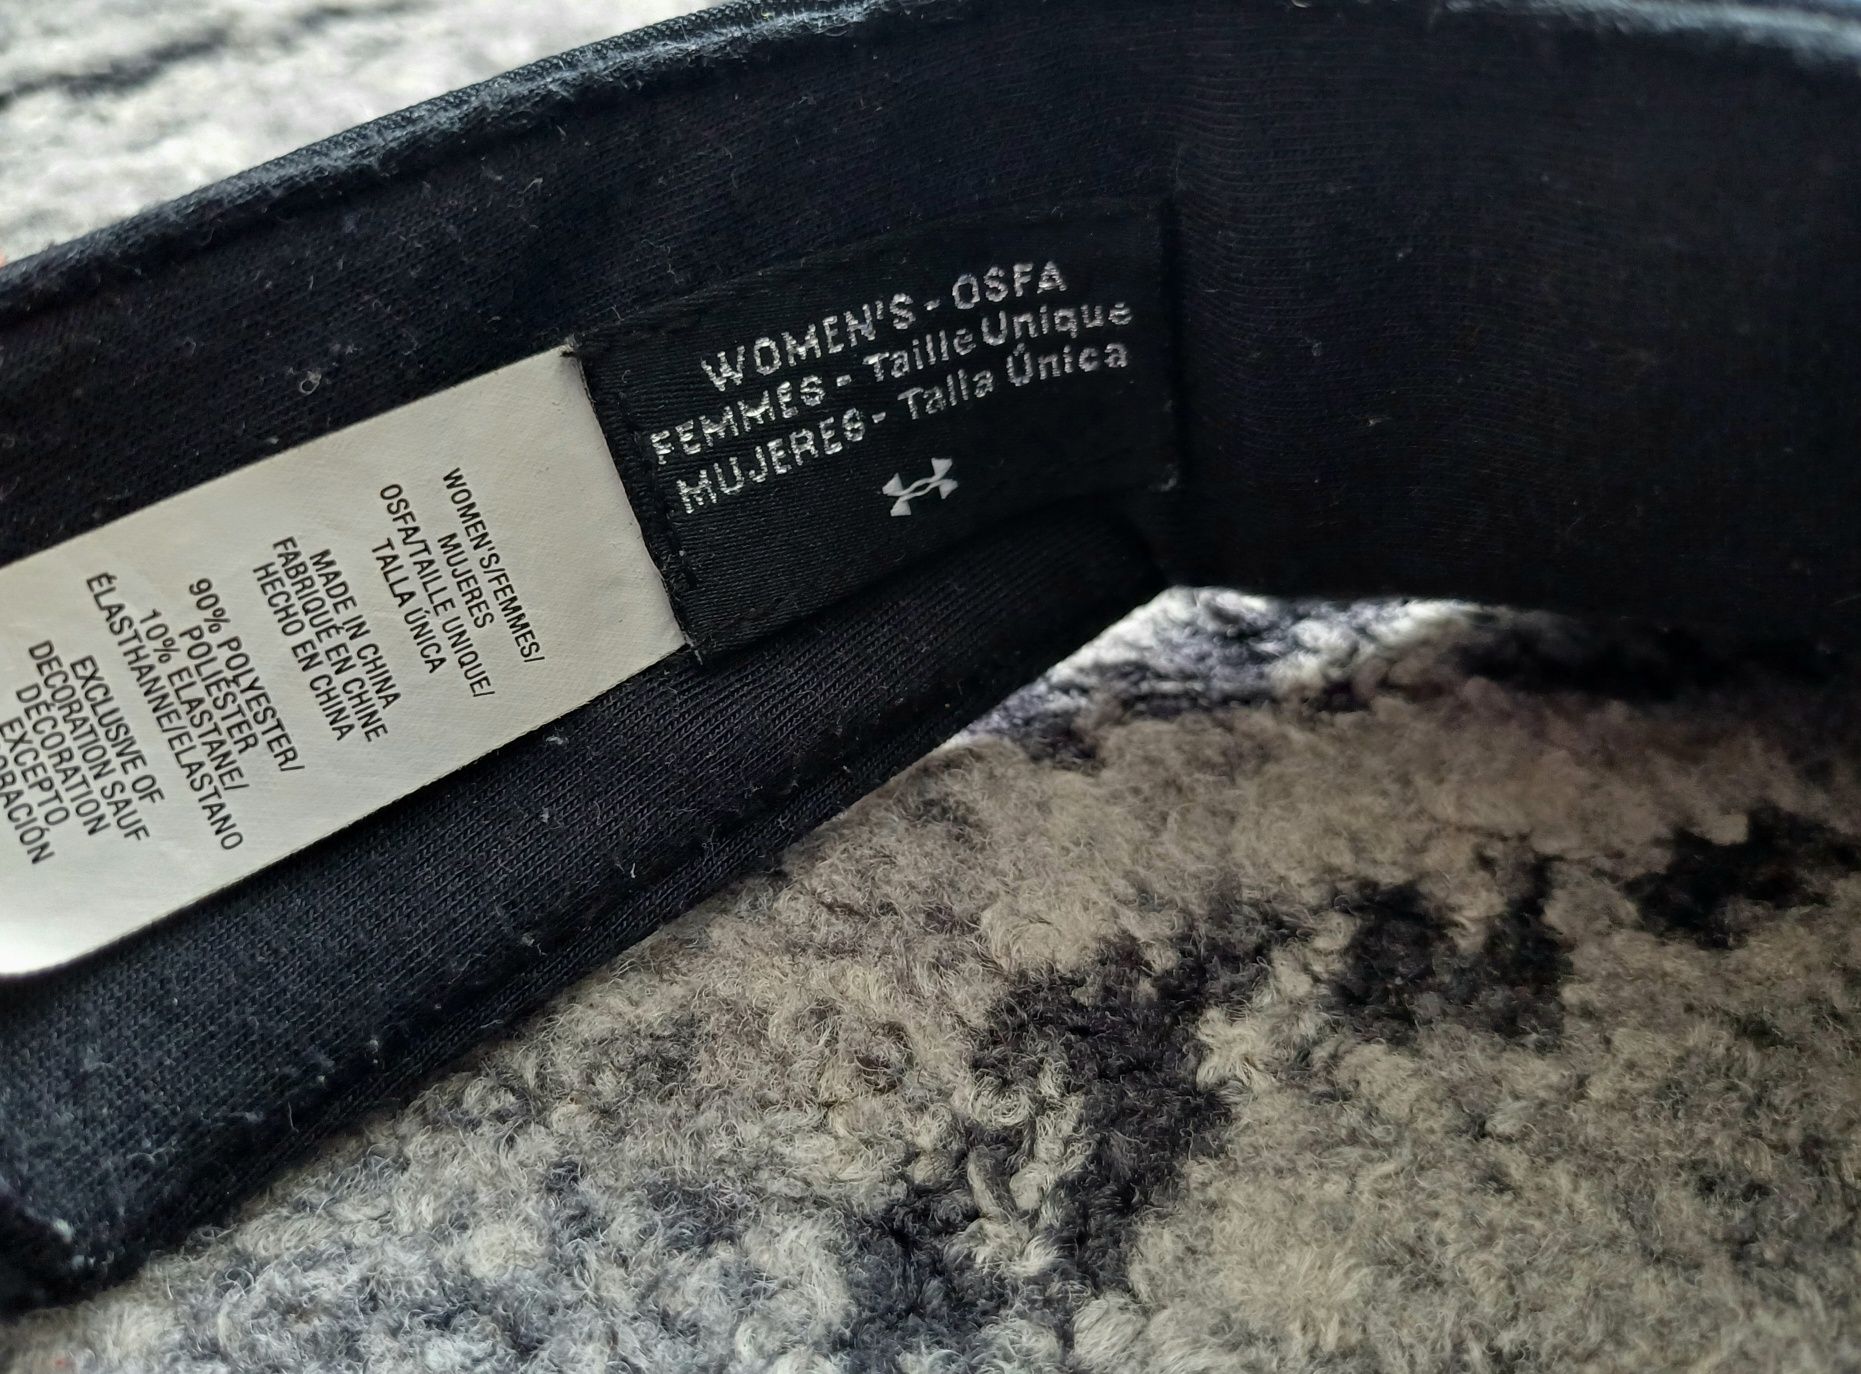 WOMEN'S - OSFA
FEMMES - Taille Unique
MUJERES - Talla Única
WOMEN'S/FEMMES/
MUJERES
OSFA/TAILLE UNIQUE/
TALLA ÚNICA
MADE IN CHINA
FABRIQUÉ EN CHINE
HECHO EN CHINA
90% POLYESTER/
POLIÉSTER
10% ELASTANE/
ÉLASTHANNE/ELASTANO
EXCLUSIVE OF
DECORATION SAUF
DÉCORATION
EXCEPTO